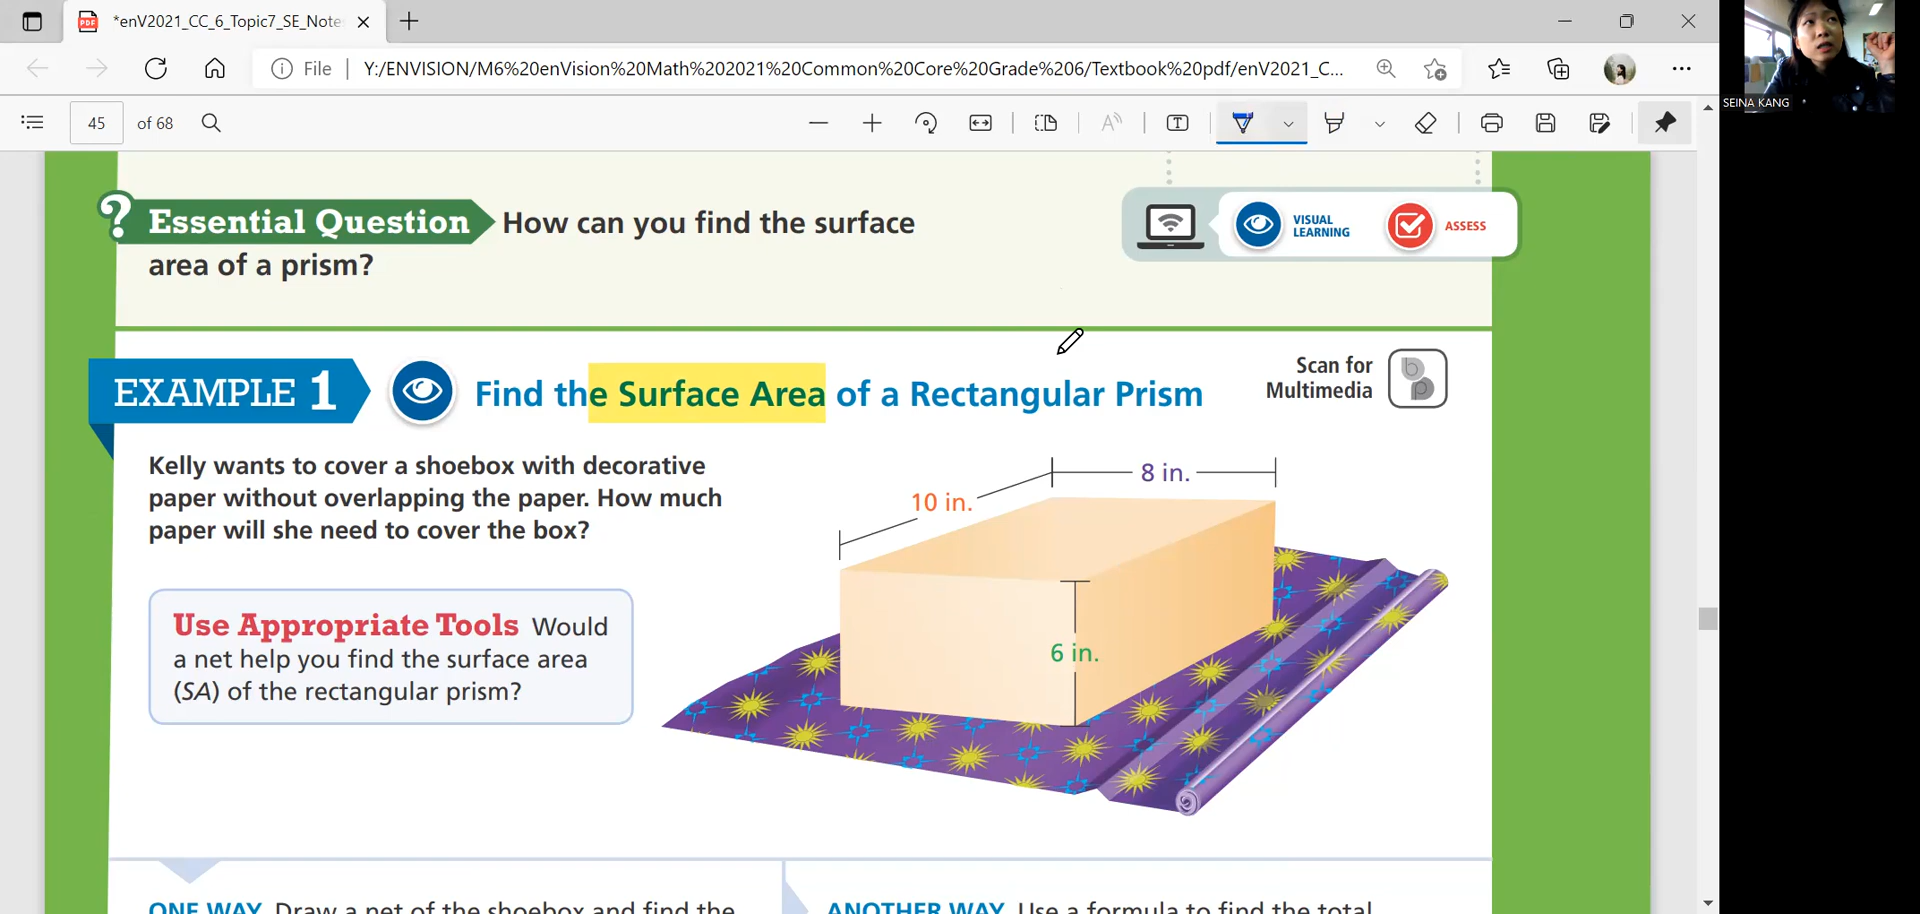 *enV2021_CC_6_Topic7_SE_Note
File
Y:/ENVISION/M6%20enVision%20Math%202021%20Common%20Core%20Grade%206/Textbook%20pdf/enV2021_C...
45 of 68
SEINA KANG
? Essential Question How can you find the surface
area of a prism?
VISUAL
LEARNING
ASSESS
EXAMPLE 1 Find the Surface Area of a Rectangular Prism
Scan for
Multimedia
Kelly wants to cover a shoebox with decorative
paper without overlapping the paper. How much
paper will she need to cover the box?
Use Appropriate Tools Would
a net help you find the surface area
(SA) of the rectangular prism?
8 in.
10 in.
6 in.
ONE WAY Draw a net of the shoebox and find the
ANOTHER WAY Use a formula to find the total